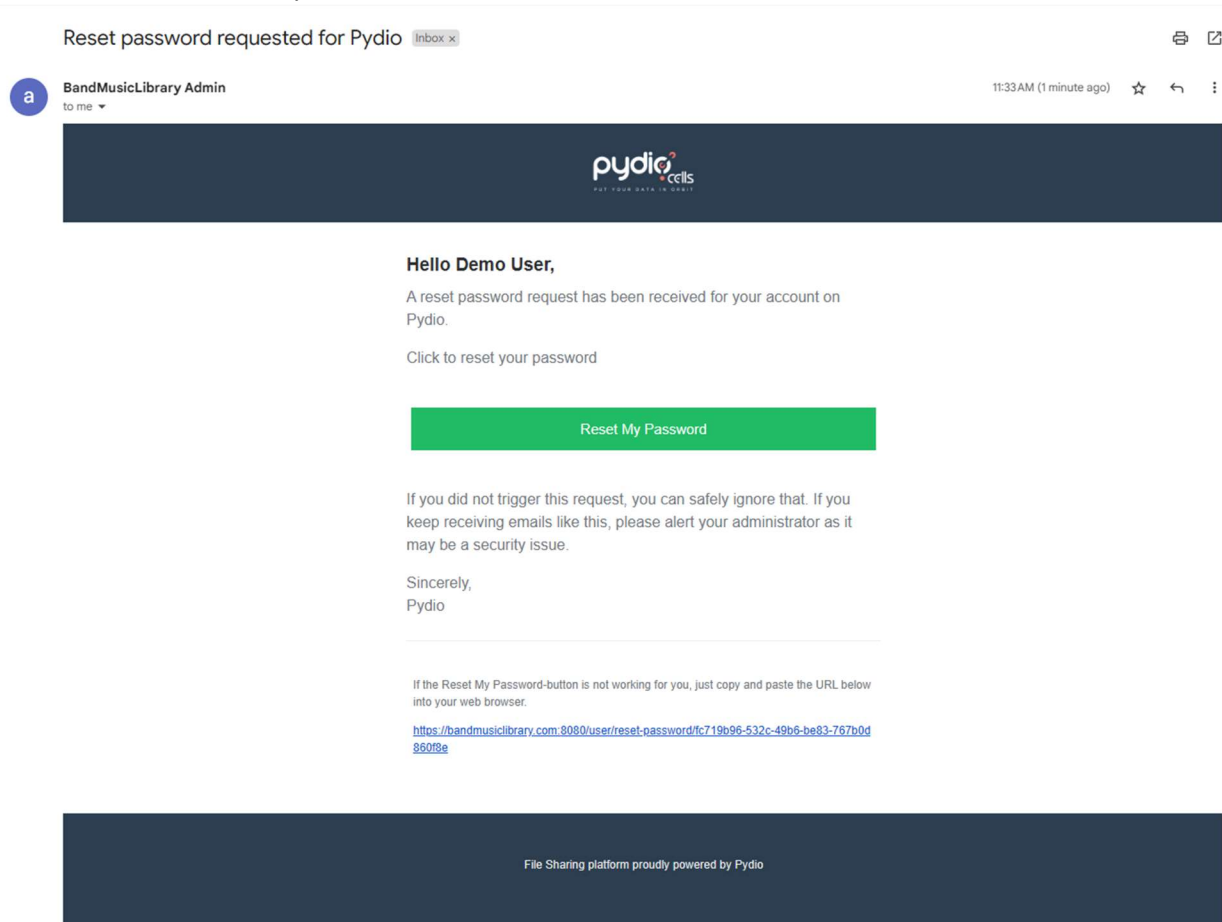 Reset password requested for Pydio Inbox x
a
BandMusicLibrary Admin
11:33 AM (1 minute ago)
to me
pydio
cells
PUT YOUR DATA IN ORBIT
Hello Demo User,
A reset password request has been received for your account on
Pydio.
Click to reset your password
Reset My Password
If you did not trigger this request, you can safely ignore that. If you
keep receiving emails like this, please alert your administrator as it
may be a security issue.
Sincerely,
Pydio
If the Reset My Password-button is not working for you, just copy and paste the URL below
into your web browser.
https://bandmusiclibrary.com:8080/user/reset-password/fc719b96-532c-49b6-be83-767b0d
860f8e
File Sharing platform proudly powered by Pydio